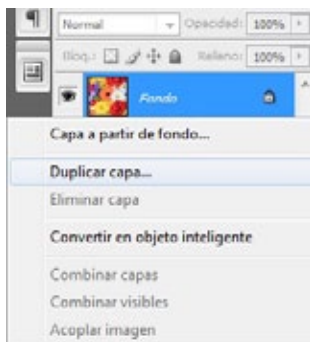 Normal Opacidad: 100%
Bloq.: Relleno: 100%
Fondo
Capa a partir de fondo...
Duplicar capa...
Eliminar capa
Convertir en objeto inteligente
Combinar capas
Combinar visibles
Acoplar imagen